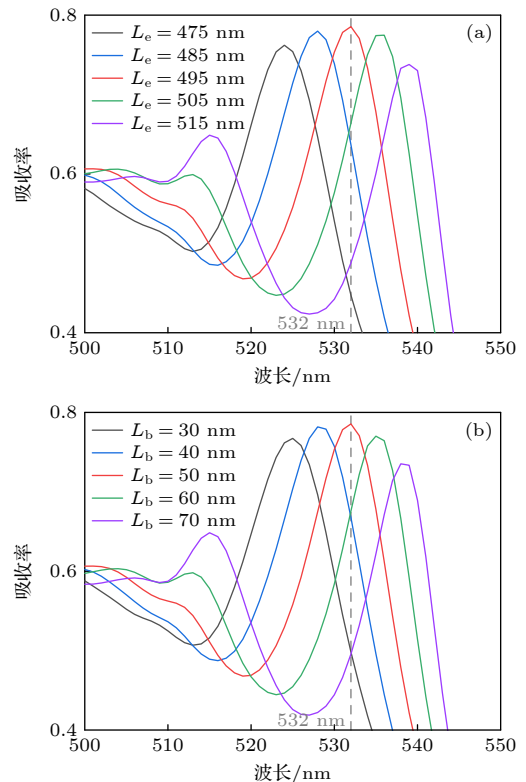 0.8
(a)
L_e = 475 nm
L_e = 485 nm
L_e = 495 nm
L_e = 505 nm
L_e = 515 nm
0.6
吸收率
532 nm
0.4
500 510 520 530 540 550
波长/nm
0.8
(b)
L_b = 30 nm
L_b = 40 nm
L_b = 50 nm
L_b = 60 nm
L_b = 70 nm
0.6
吸收率
532 nm
0.4
500 510 520 530 540 550
波长/nm